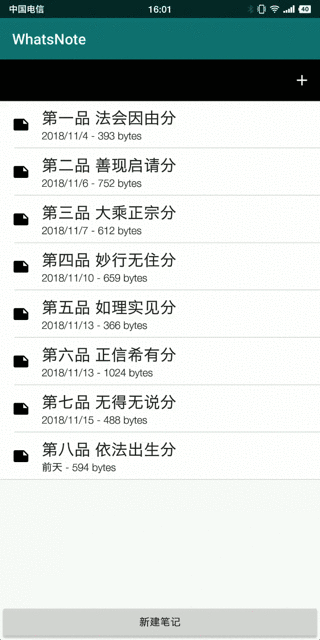 中国电信 16:01 40
WhatsNote
+
第一品 法会因由分
2018/11/4 - 393 bytes
第二品 善现启请分
2018/11/6 - 752 bytes
第三品 大乘正宗分
2018/11/7 - 612 bytes
第四品 妙行无住分
2018/11/10 - 659 bytes
第五品 如理实见分
2018/11/13 - 366 bytes
第六品 正信希有分
2018/11/13 - 1024 bytes
第七品 无得无说分
2018/11/15 - 488 bytes
第八品 依法出生分
前天 - 594 bytes
新建笔记